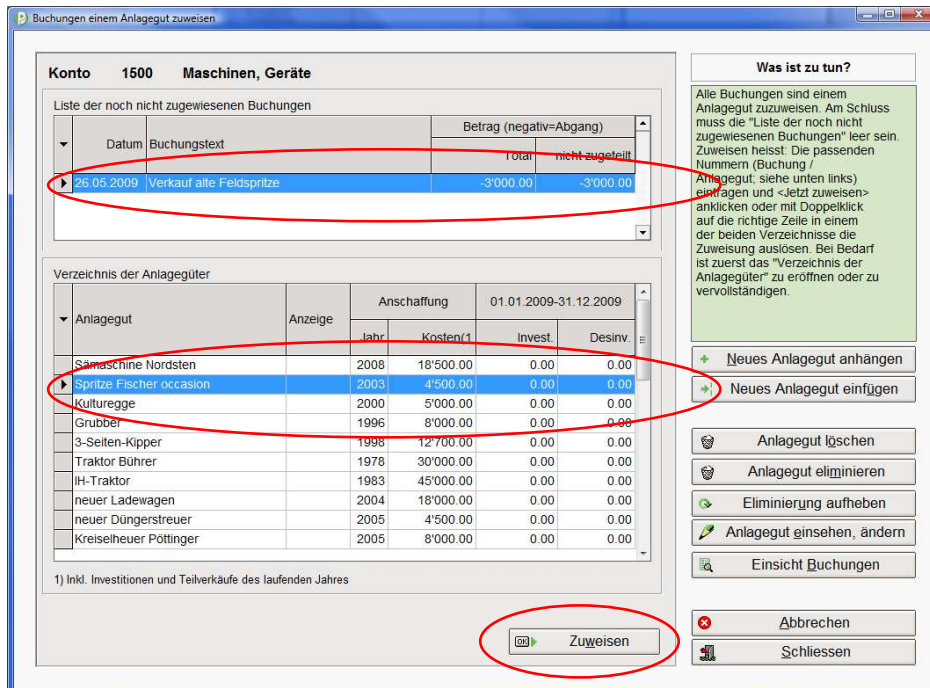 Buchungen einem Anlagegut zuweisen
Konto 1500 Maschinen, Geräte
Liste der noch nicht zugewiesenen Buchungen
Betrag (negativ=Abgang)
Datum Buchungstext Total nicht zugeteilt
26.05.2009 Verkauf alte Feldspritze -3'000.00 -3'000.00
Verzeichnis der Anlagegüter
Anlagegut Anzeige Anschaffung 01.01.2009-31.12.2009
Jahr Kosten(1 Invest. Desinv.
Sämaschine Nordsten 2008 18'500.00 0.00 0.00
Spritze Fischer occasion 2003 4'500.00 0.00 0.00
Kulturegge 2000 5'000.00 0.00 0.00
Grubber 1996 8'000.00 0.00 0.00
3-Seiten-Kipper 1998 12'700.00 0.00 0.00
Traktor Bührer 1978 30'000.00 0.00 0.00
IH-Traktor 1983 45'000.00 0.00 0.00
neuer Ladewagen 2004 18'000.00 0.00 0.00
neuer Düngerstreuer 2005 4'500.00 0.00 0.00
Kreiselheuer Pöttinger 2005 8'000.00 0.00 0.00
1) Inkl. Investitionen und Teilverkäufe des laufenden Jahres
OK Zuweisen
Was ist zu tun?
Alle Buchungen sind einem
Anlagegut zuzuweisen. Am Schluss
muss die "Liste der noch nicht
zugewiesenen Buchungen" leer sein.
Zuweisen heisst: Die passenden
Nummern (Buchung /
Anlagegut; siehe unten links)
eintragen und <Jetzt zuweisen>
anklicken oder mit Doppelklick
auf die richtige Zeile in einem
der beiden Verzeichnisse die
Zuweisung auslösen. Bei Bedarf
ist zuerst das "Verzeichnis der
Anlagegüter" zu eröffnen oder zu
vervollständigen.
Neues Anlagegut anhängen
Neues Anlagegut einfügen
Anlagegut löschen
Anlagegut eliminieren
Eliminierung aufheben
Anlagegut einsehen, ändern
Einsicht Buchungen
Abbrechen
Schliessen